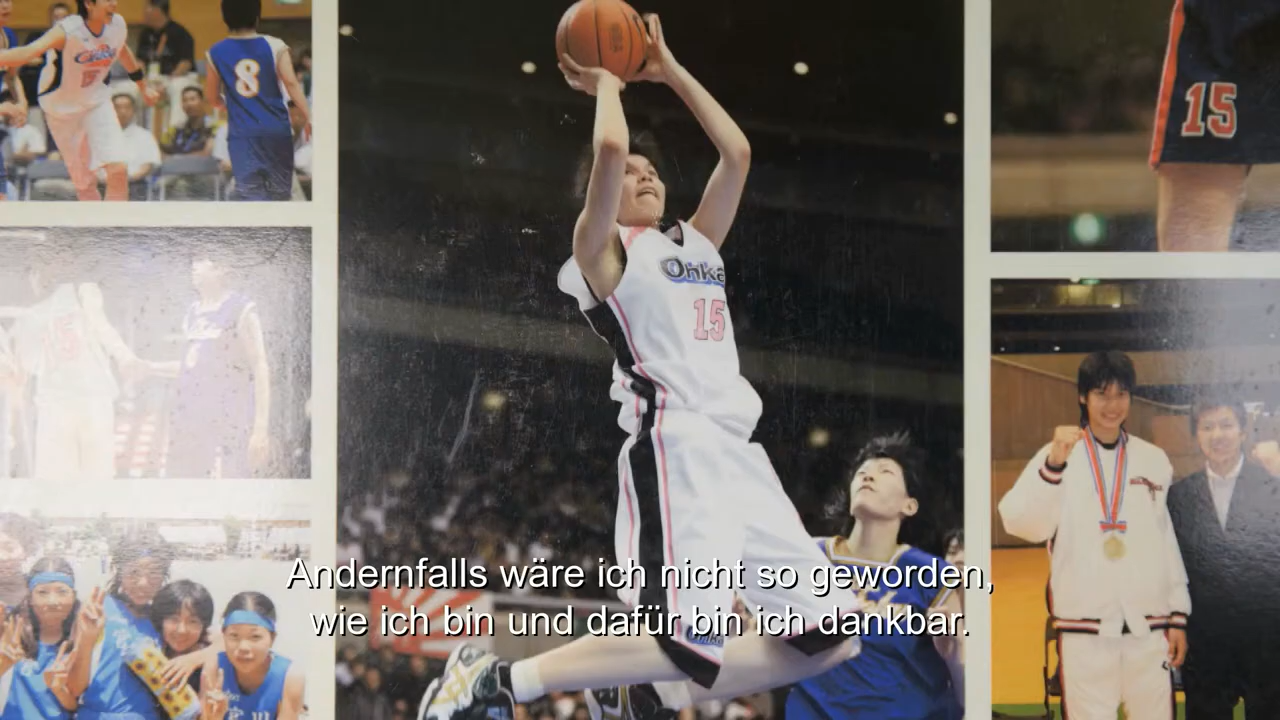 8
15
Ohka
15
Andernfalls wäre ich nicht so geworden,
wie ich bin und dafür bin ich dankbar.